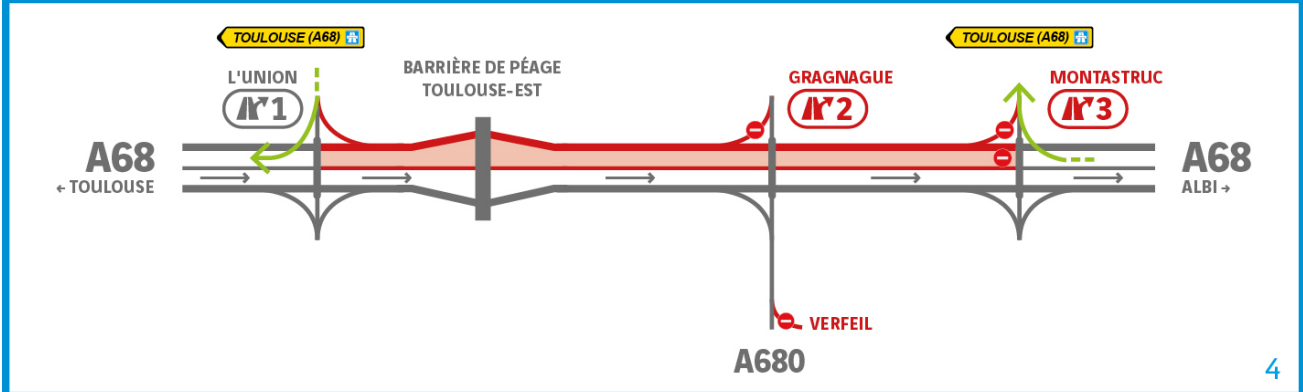 TOULOUSE (A68)
TOULOUSE (A68)
L'UNION
1
BARRIÈRE DE PÉAGE
TOULOUSE-EST
GRAGNAGUE
2
MONTASTRUC
3
A68
← TOULOUSE
A68
ALBI →
VERFEIL
A680
4